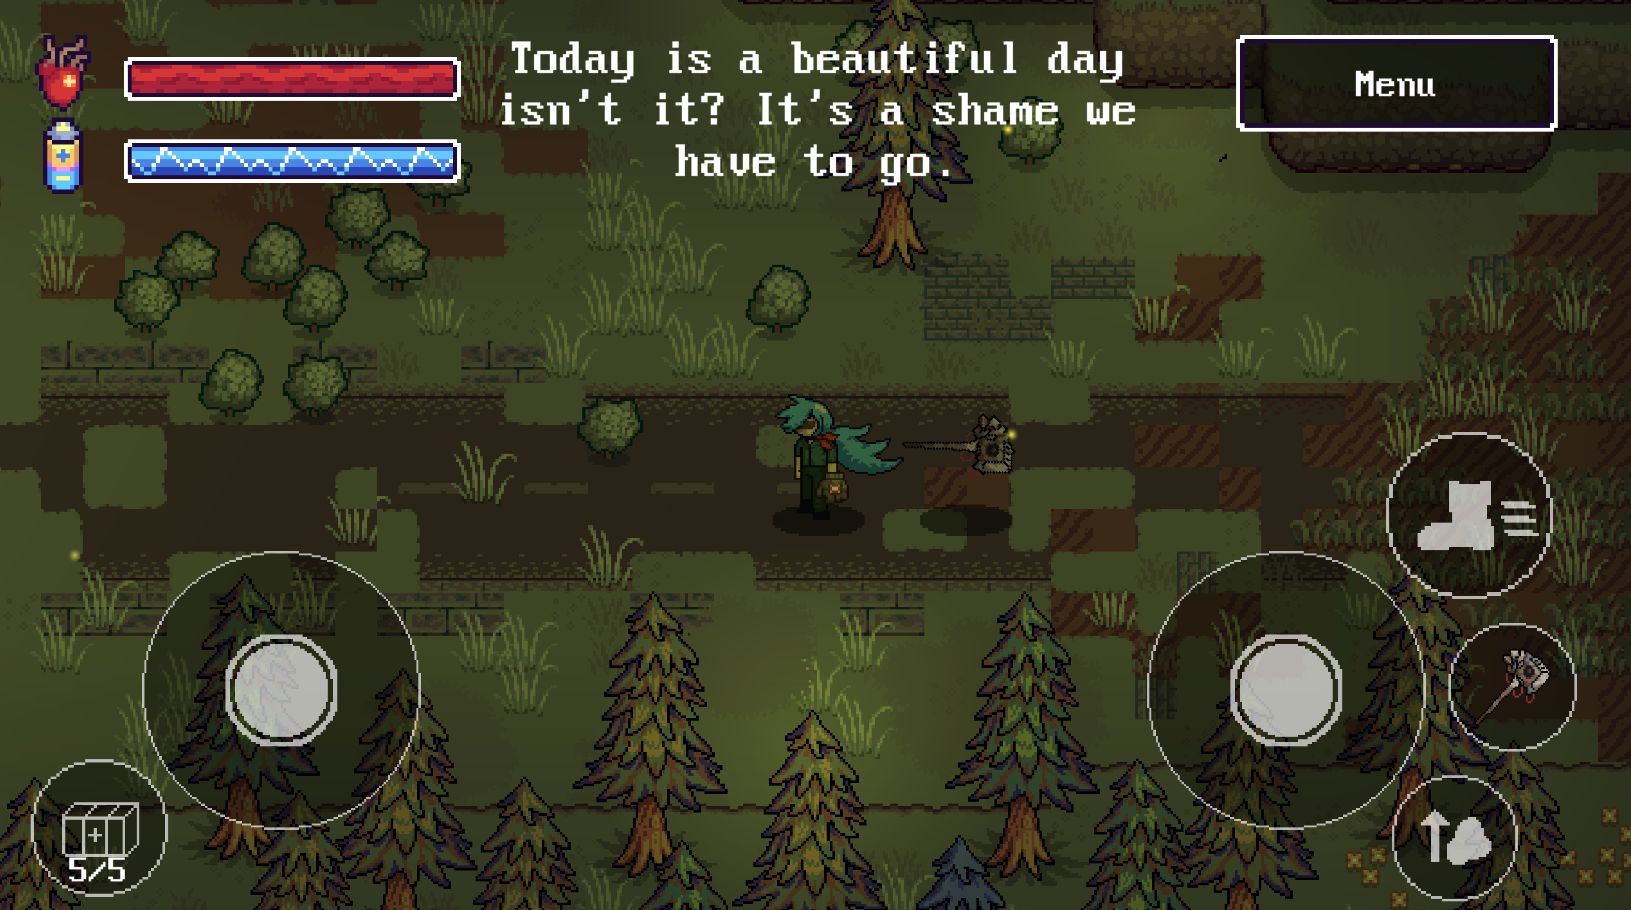 Today is a beautiful day
isn't it? It's a shame we
have to go.
Menu
5/5